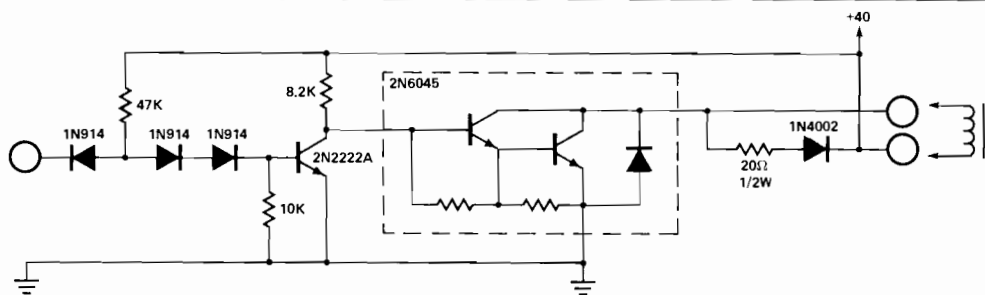 +40
2N6045
47K
8.2K
1N914
1N914
1N914
2N2222A
1N4002
20Ω
1/2W
10K